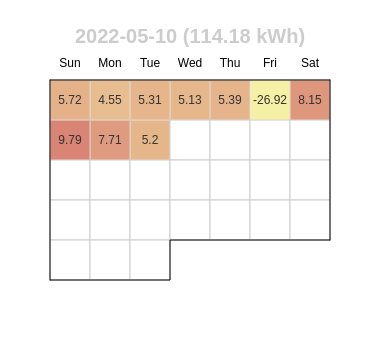 2022-05-10 (114.18 kWh)
Sun Mon Tue Wed Thu Fri Sat
5.72 4.55 5.31 5.13 5.39 -26.92 8.15
9.79 7.71 5.2